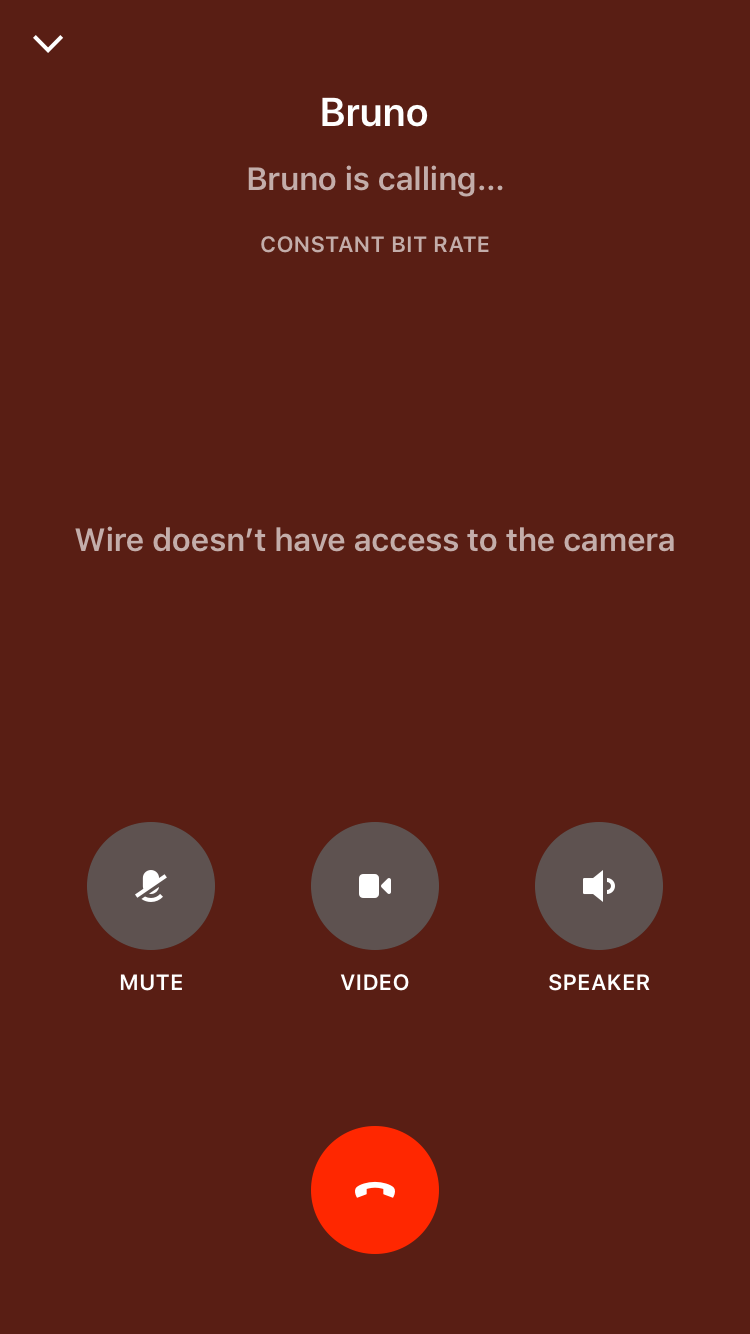 Bruno
Bruno is calling…
CONSTANT BIT RATE
Wire doesn’t have access to the camera
MUTE VIDEO SPEAKER